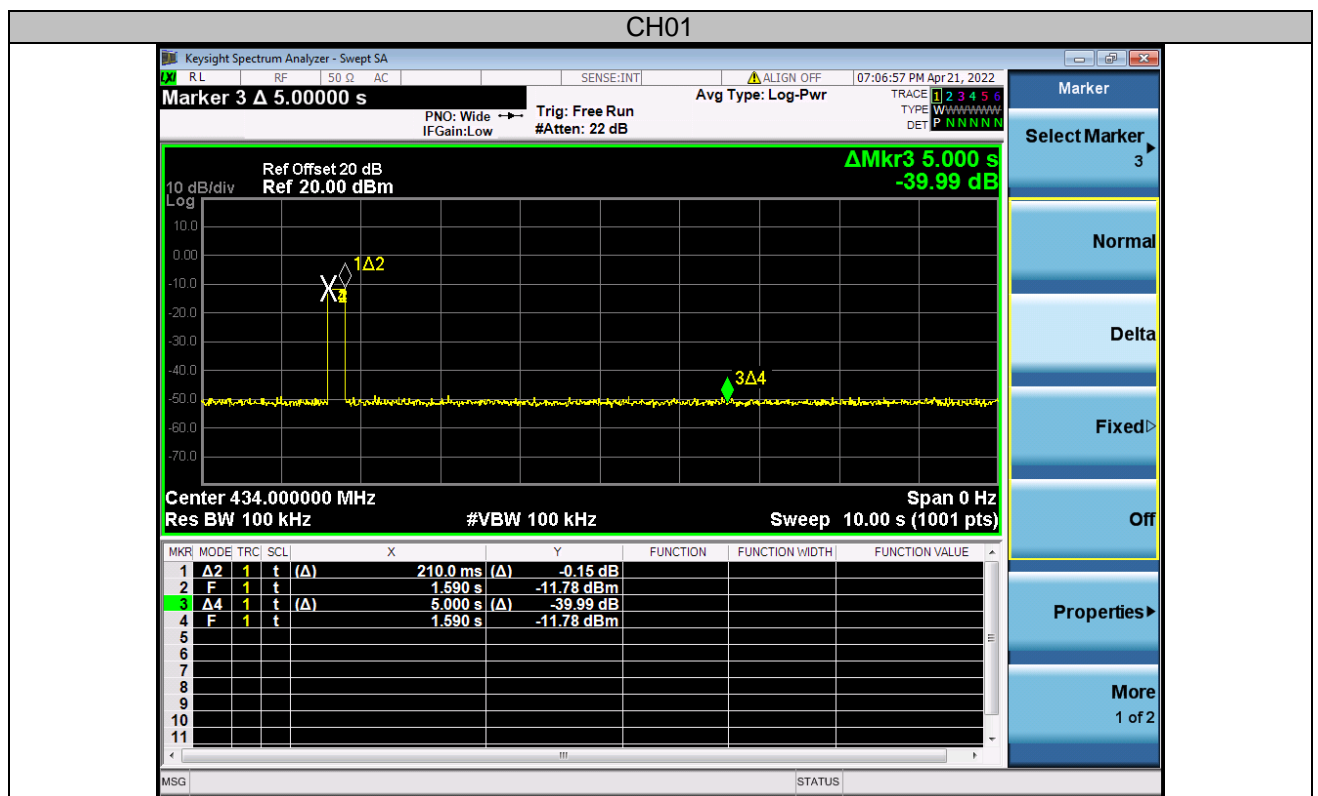 CH01
Keysight Spectrum Analyzer - Swept SA
LXI RL RF 50 Ω AC SENSE:INT ALIGN OFF 07:06:57 PM Apr 21, 2022
Marker 3 Δ 5.00000 s
PNO: Wide
IFGain:Low
Trig: Free Run
#Atten: 22 dB
Avg Type: Log-Pwr
TRACE 1 2 3 4 5 6
TYPE WWWWWW
DET P N N N N N
ΔMkr3 5.000 s
-39.99 dB
Ref Offset 20 dB
10 dB/div Ref 20.00 dBm
Log
10.0
0.00
-10.0
-20.0
-30.0
-40.0
-50.0
-60.0
-70.0
1Δ2
3Δ4
Center 434.000000 MHz Span 0 Hz
Res BW 100 kHz #VBW 100 kHz Sweep 10.00 s (1001 pts)
MKR MODE TRC SCL X Y FUNCTION FUNCTION WIDTH FUNCTION VALUE
1 Δ2 1 t (Δ) 210.0 ms (Δ) -0.15 dB
2 F 1 t 1.590 s -11.78 dBm
3 Δ4 1 t (Δ) 5.000 s (Δ) -39.99 dB
4 F 1 t 1.590 s -11.78 dBm
5
6
7
8
9
10
11
MSG STATUS
Marker
Select Marker
3
Normal
Delta
Fixed
Off
Properties
More
1 of 2